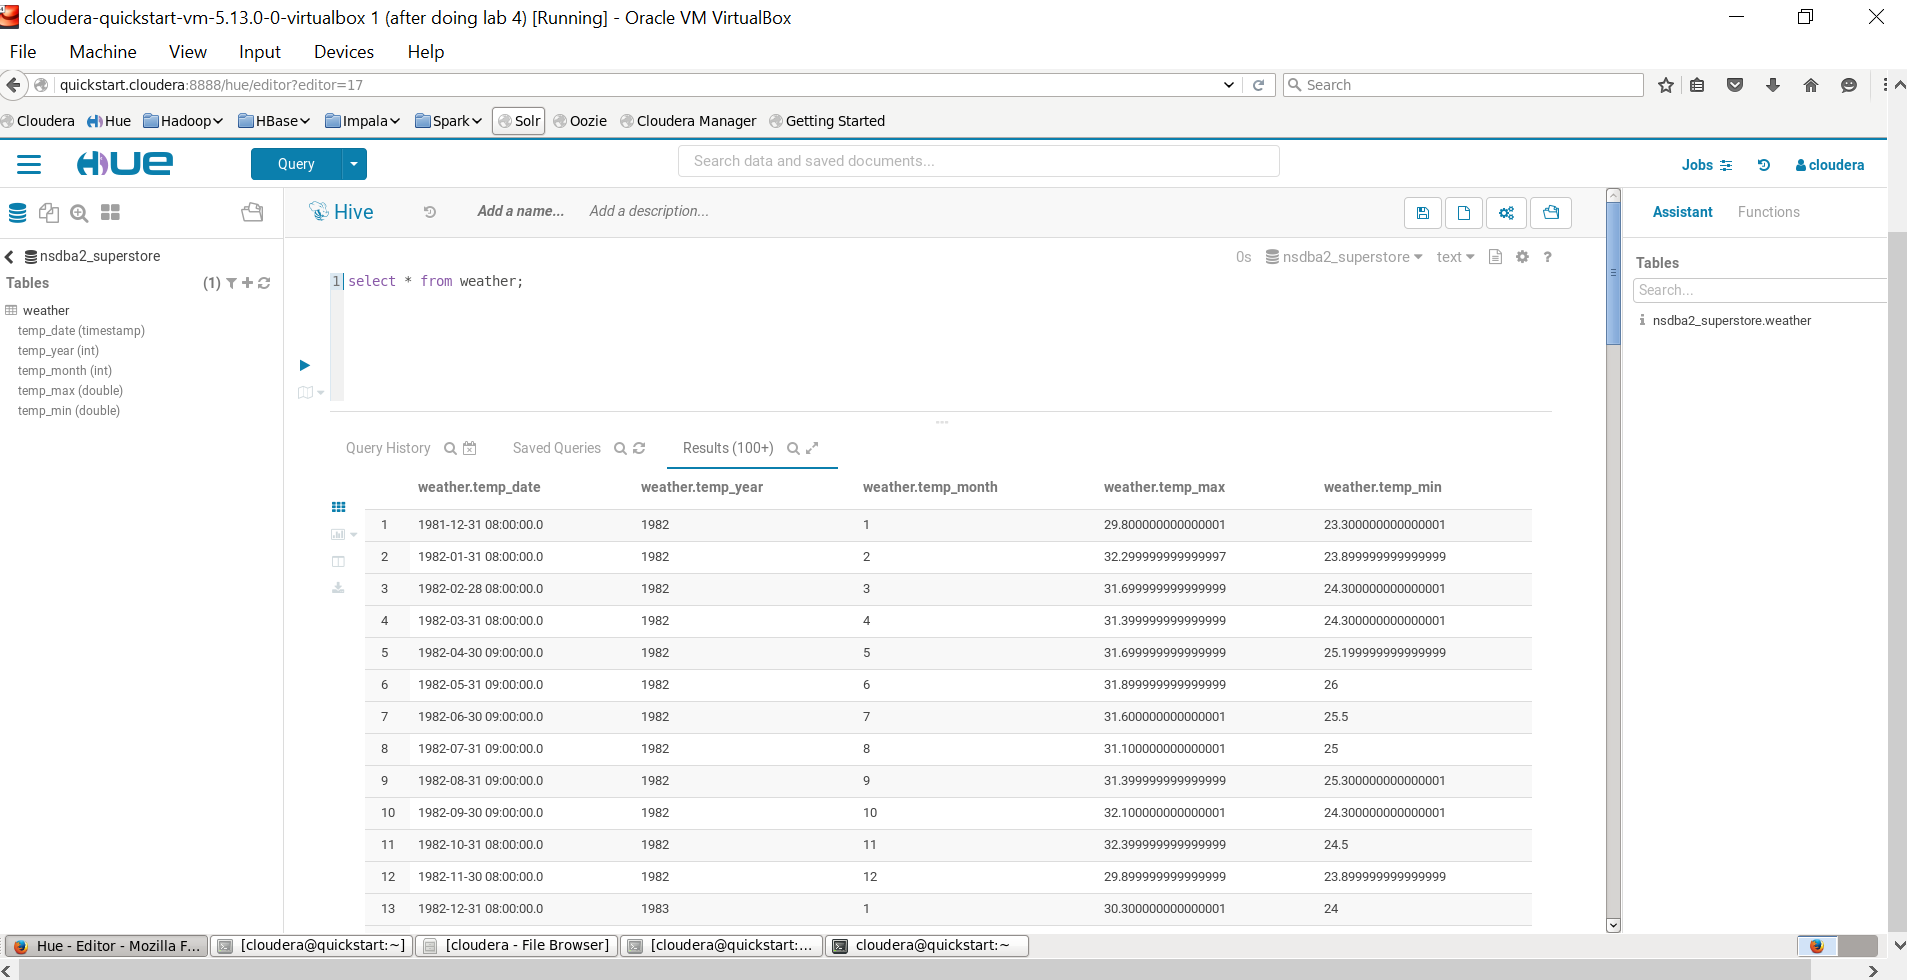 cloudera-quickstart-vm-5.13.0-0-virtualbox 1 (after doing lab 4) [Running] - Oracle VM VirtualBox
File Machine View Input Devices Help
quickstart.cloudera:8888/hue/editor?editor=17
Search
Cloudera Hue Hadoop HBase Impala Spark Solr Oozie Cloudera Manager Getting Started
HUE Query Search data and saved documents... Jobs cloudera
Hive Add a name... Add a description... Assistant Functions
nsdba2_superstore 0s nsdba2_superstore text ?
Tables (1) Tables
1 select * from weather; Search...
weather nsdba2_superstore.weather
temp_date (timestamp)
temp_year (int)
temp_month (int)
temp_max (double)
temp_min (double)
Query History Saved Queries Results (100+)
weather.temp_date weather.temp_year weather.temp_month weather.temp_max weather.temp_min
1 1981-12-31 08:00:00.0 1982 1 29.800000000000001 23.300000000000001
2 1982-01-31 08:00:00.0 1982 2 32.299999999999997 23.899999999999999
3 1982-02-28 08:00:00.0 1982 3 31.699999999999999 24.300000000000001
4 1982-03-31 08:00:00.0 1982 4 31.399999999999999 24.300000000000001
5 1982-04-30 09:00:00.0 1982 5 31.699999999999999 25.199999999999999
6 1982-05-31 09:00:00.0 1982 6 31.899999999999999 26
7 1982-06-30 09:00:00.0 1982 7 31.600000000000001 25.5
8 1982-07-31 09:00:00.0 1982 8 31.100000000000001 25
9 1982-08-31 09:00:00.0 1982 9 31.399999999999999 25.300000000000001
10 1982-09-30 09:00:00.0 1982 10 32.100000000000001 24.300000000000001
11 1982-10-31 08:00:00.0 1982 11 32.399999999999999 24.5
12 1982-11-30 08:00:00.0 1982 12 29.899999999999999 23.899999999999999
13 1982-12-31 08:00:00.0 1983 1 30.300000000000001 24
Hue - Editor - Mozilla F... [cloudera@quickstart:~] [cloudera - File Browser] [cloudera@quickstart:... cloudera@quickstart:~